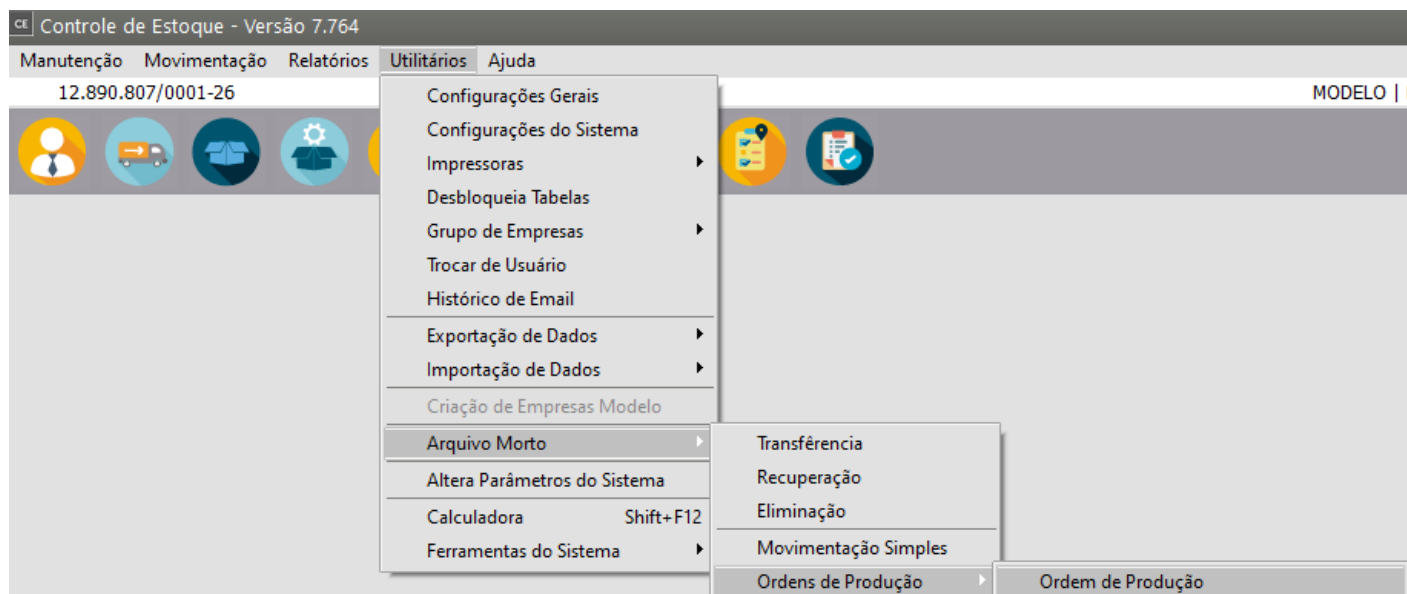 CE Controle de Estoque - Versão 7.764
Manutenção Movimentação Relatórios Utilitários Ajuda
12.890.807/0001-26 MODELO |
Configurações Gerais
Configurações do Sistema
Impressoras
Desbloqueia Tabelas
Grupo de Empresas
Trocar de Usuário
Histórico de Email
Exportação de Dados
Importação de Dados
Criação de Empresas Modelo
Arquivo Morto
Altera Parâmetros do Sistema
Calculadora Shift+F12
Ferramentas do Sistema
Transfêrencia
Recuperação
Eliminação
Movimentação Simples
Ordens de Produção
Ordem de Produção